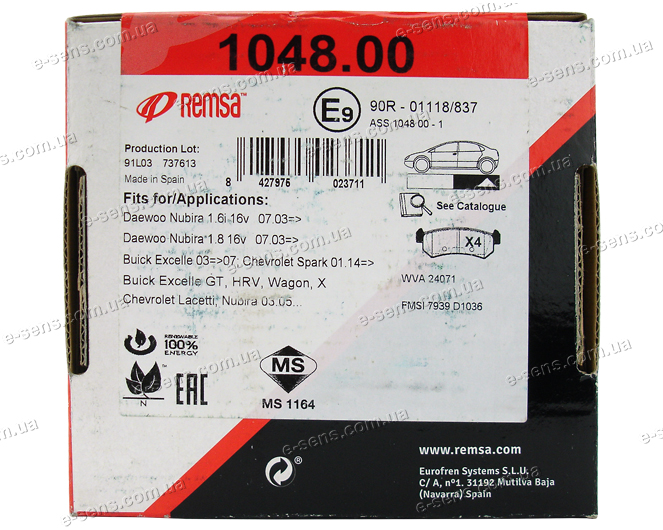 1048.00
REMSA™
E9
90R - 01118/837
ASS 1048 00 - 1
Production Lot:
91L03 737613
Made in Spain
8 427975 023711
See Catalogue
Fits for/Applications:
Daewoo Nubira 1.6i 16v 07.03=>
Daewoo Nubira 1.8 16v 07.03=>
Buick Excelle 03=>07, Chevrolet Spark 01.14=>
Buick Excelle GT, HRV, Wagon, X
Chevrolet Lacetti, Nubira 03.05...
X4
WVA 24071
FMSI 7939 D1036
RENEWABLE
100%
ENERGY
N
EAC
MS
MS 1164
www.remsa.com
Eurofren Systems S.L.U.
C/ A, nº1. 31192 Mutilva Baja
(Navarra) Spain
e-sens.com.ua